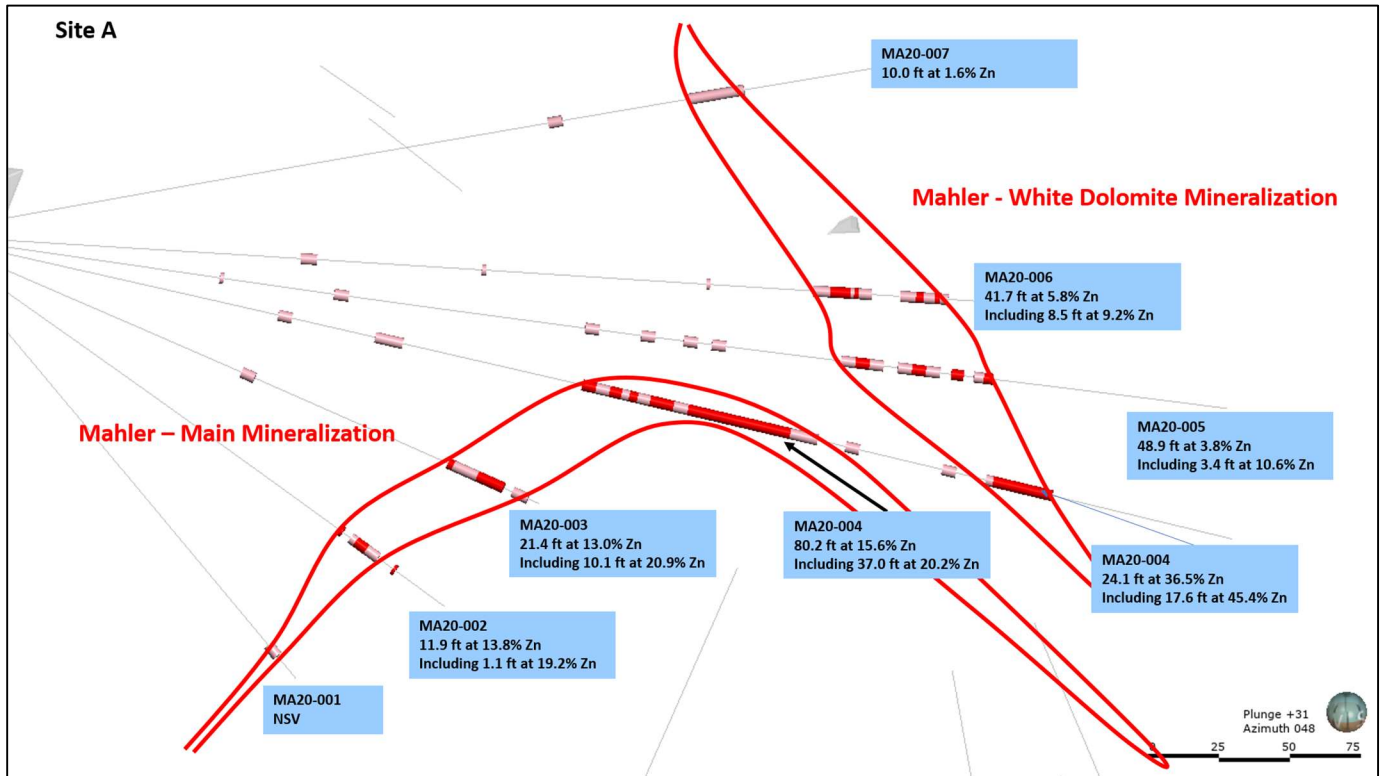 Site A
MA20-007
10.0 ft at 1.6% Zn
Mahler - White Dolomite Mineralization
MA20-006
41.7 ft at 5.8% Zn
Including 8.5 ft at 9.2% Zn
MA20-005
48.9 ft at 3.8% Zn
Including 3.4 ft at 10.6% Zn
Mahler – Main Mineralization
MA20-003
21.4 ft at 13.0% Zn
Including 10.1 ft at 20.9% Zn
MA20-004
80.2 ft at 15.6% Zn
Including 37.0 ft at 20.2% Zn
MA20-004
24.1 ft at 36.5% Zn
Including 17.6 ft at 45.4% Zn
MA20-002
11.9 ft at 13.8% Zn
Including 1.1 ft at 19.2% Zn
MA20-001
NSV
Plunge +31
Azimuth 048
0 25 50 75